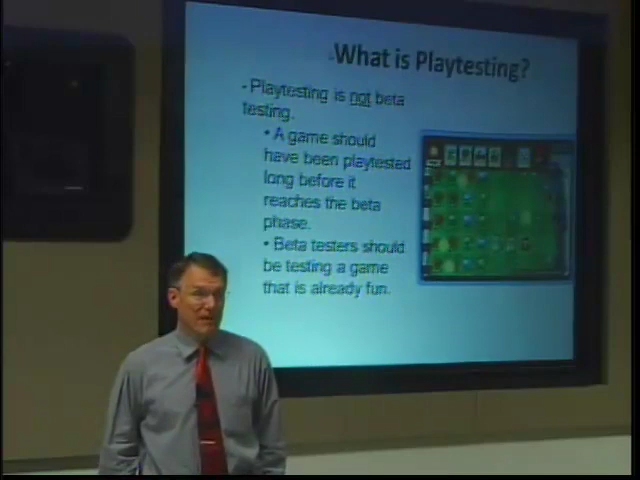 What is Playtesting?
- Playtesting is not beta
testing.
• A game should
have been playtested
long before it
reaches the beta
phase.
• Beta testers should
be testing a game
that is already fun.